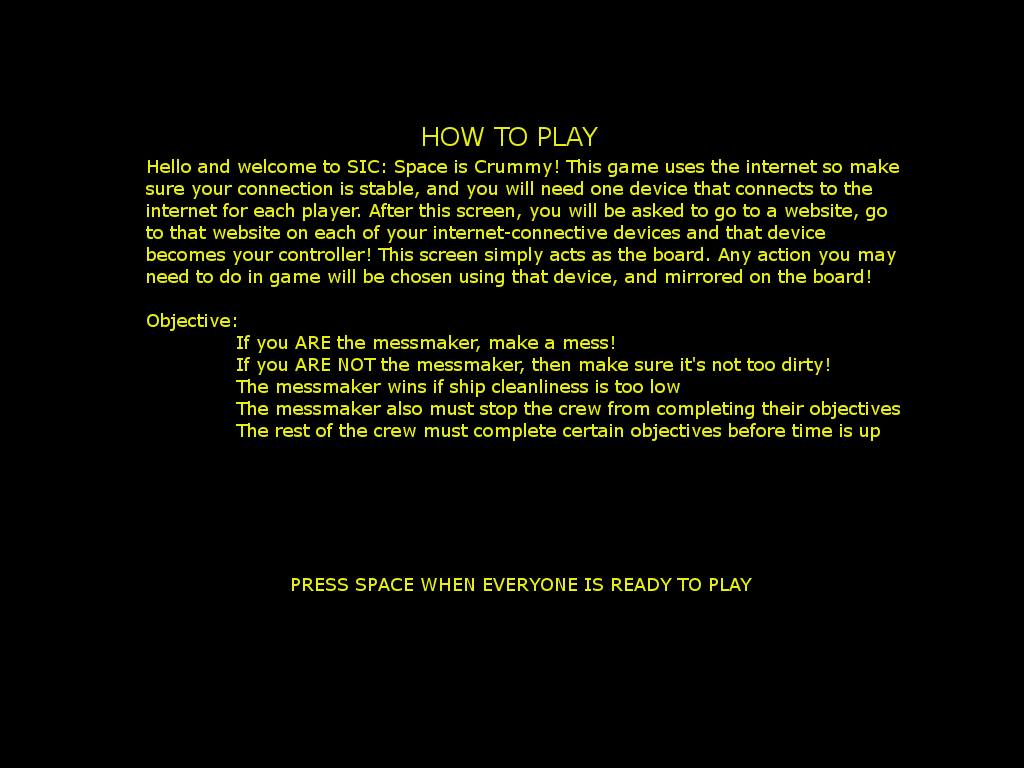 HOW TO PLAY
Hello and welcome to SIC: Space is Crummy! This game uses the internet so make
sure your connection is stable, and you will need one device that connects to the
internet for each player. After this screen, you will be asked to go to a website, go
to that website on each of your internet-connective devices and that device
becomes your controller! This screen simply acts as the board. Any action you may
need to do in game will be chosen using that device, and mirrored on the board!
Objective:
If you ARE the messmaker, make a mess!
If you ARE NOT the messmaker, then make sure it's not too dirty!
The messmaker wins if ship cleanliness is too low
The messmaker also must stop the crew from completing their objectives
The rest of the crew must complete certain objectives before time is up
PRESS SPACE WHEN EVERYONE IS READY TO PLAY